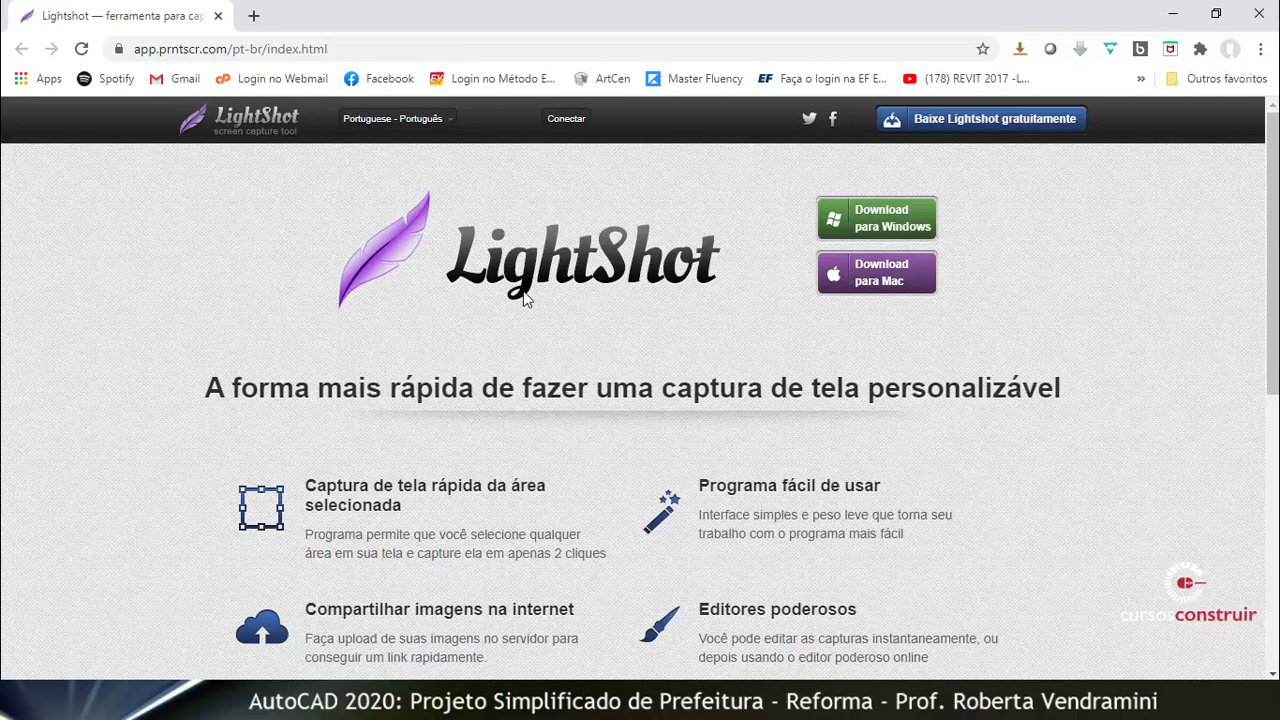 Lightshot — ferramenta para cap
app.prntscr.com/pt-br/index.html
Apps Spotify Gmail Login no Webmail Facebook Login no Método E... ArtCen Master Fluency Faça o login na EF E... (178) REVIT 2017 -L... » Outros favoritos
LightShot
screen capture tool
Portuguese - Português
Conectar
Baixe Lightshot gratuitamente
LightShot
Download
para Windows
Download
para Mac
A forma mais rápida de fazer uma captura de tela personalizável
Captura de tela rápida da área
selecionada
Programa permite que você selecione qualquer
área em sua tela e capture ela em apenas 2 cliques
Programa fácil de usar
Interface simples e peso leve que torna seu
trabalho com o programa mais fácil
Compartilhar imagens na internet
Faça upload de suas imagens no servidor para
conseguir um link rapidamente.
Editores poderosos
Você pode editar as capturas instantaneamente, ou
depois usando o editor poderoso online
cursosconstruir
AutoCAD 2020: Projeto Simplificado de Prefeitura - Reforma - Prof. Roberta Vendramini